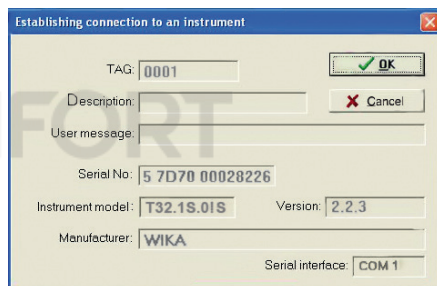 Establishing connection to an instrument
TAG: 0001
OK
Description:
Cancel
User message:
FORT
Serial No: 5 7D70 00028226
Instrument model: T32.1S.0IS Version: 2.2.3
Manufacturer: WIKA
Serial interface: COM 1